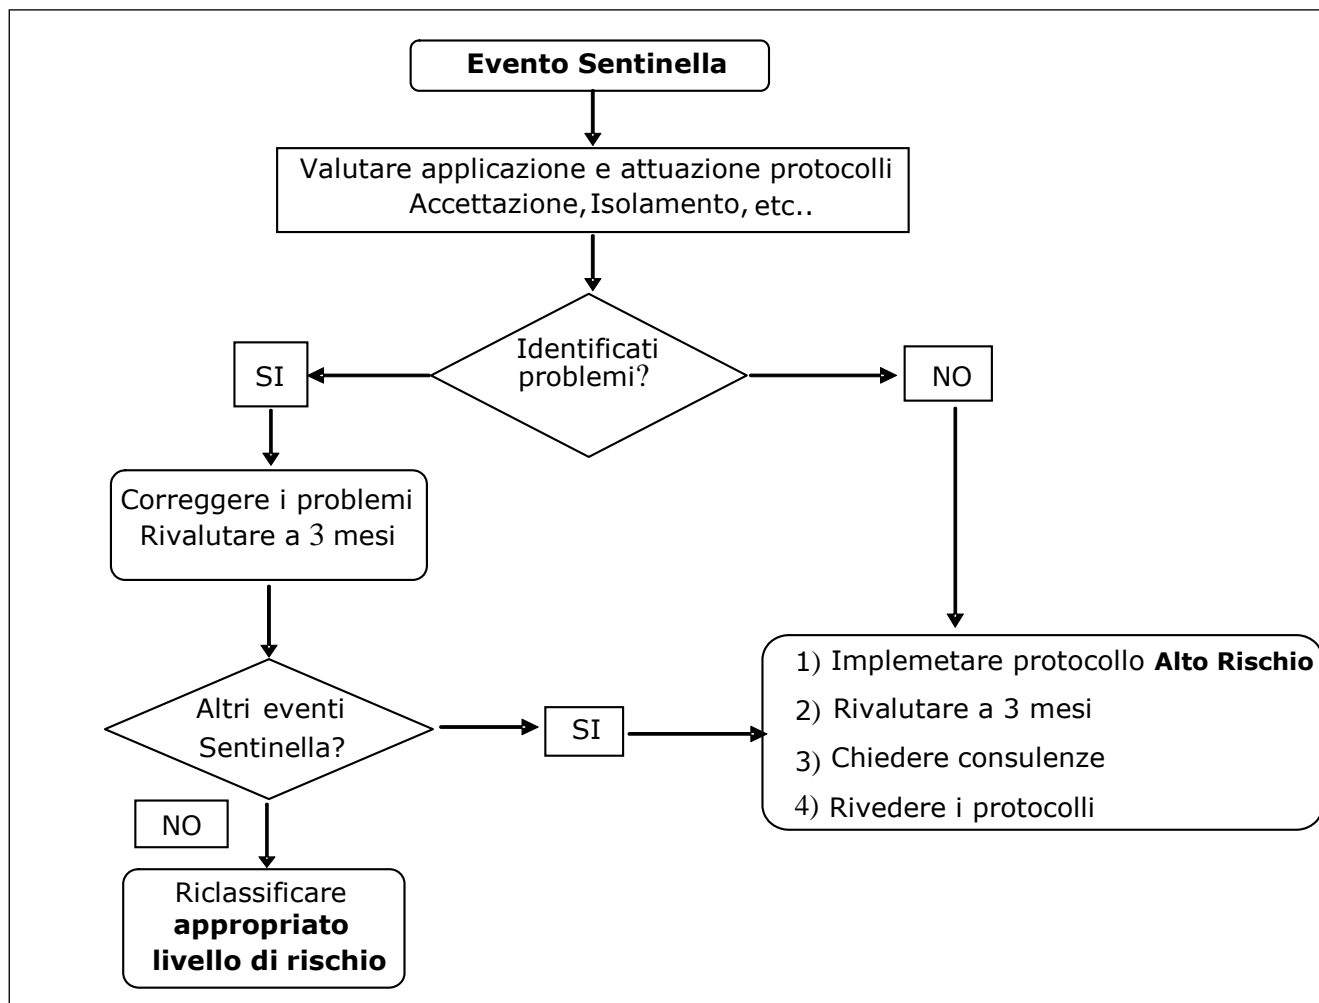 Evento Sentinella
Valutare applicazione e attuazione protocolli
Accettazione, Isolamento, etc..
Identificati
problemi?
SI
NO
Correggere i problemi
Rivalutare a 3 mesi
Altri eventi
Sentinella?
SI
1) Implemetare protocollo Alto Rischio
2) Rivalutare a 3 mesi
3) Chiedere consulenze
4) Rivedere i protocolli
NO
Riclassificare
appropriato
livello di rischio